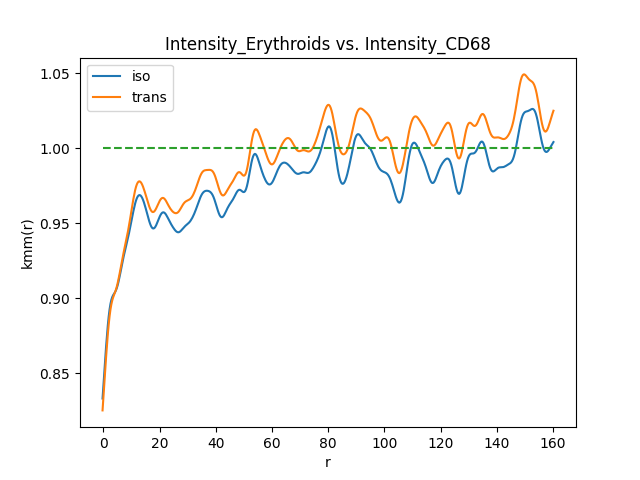 Intensity_Erythroids vs. Intensity_CD68
iso
trans
1.05
1.00
0.95
0.90
0.85
kmm(r)
0 20 40 60 80 100 120 140 160
r